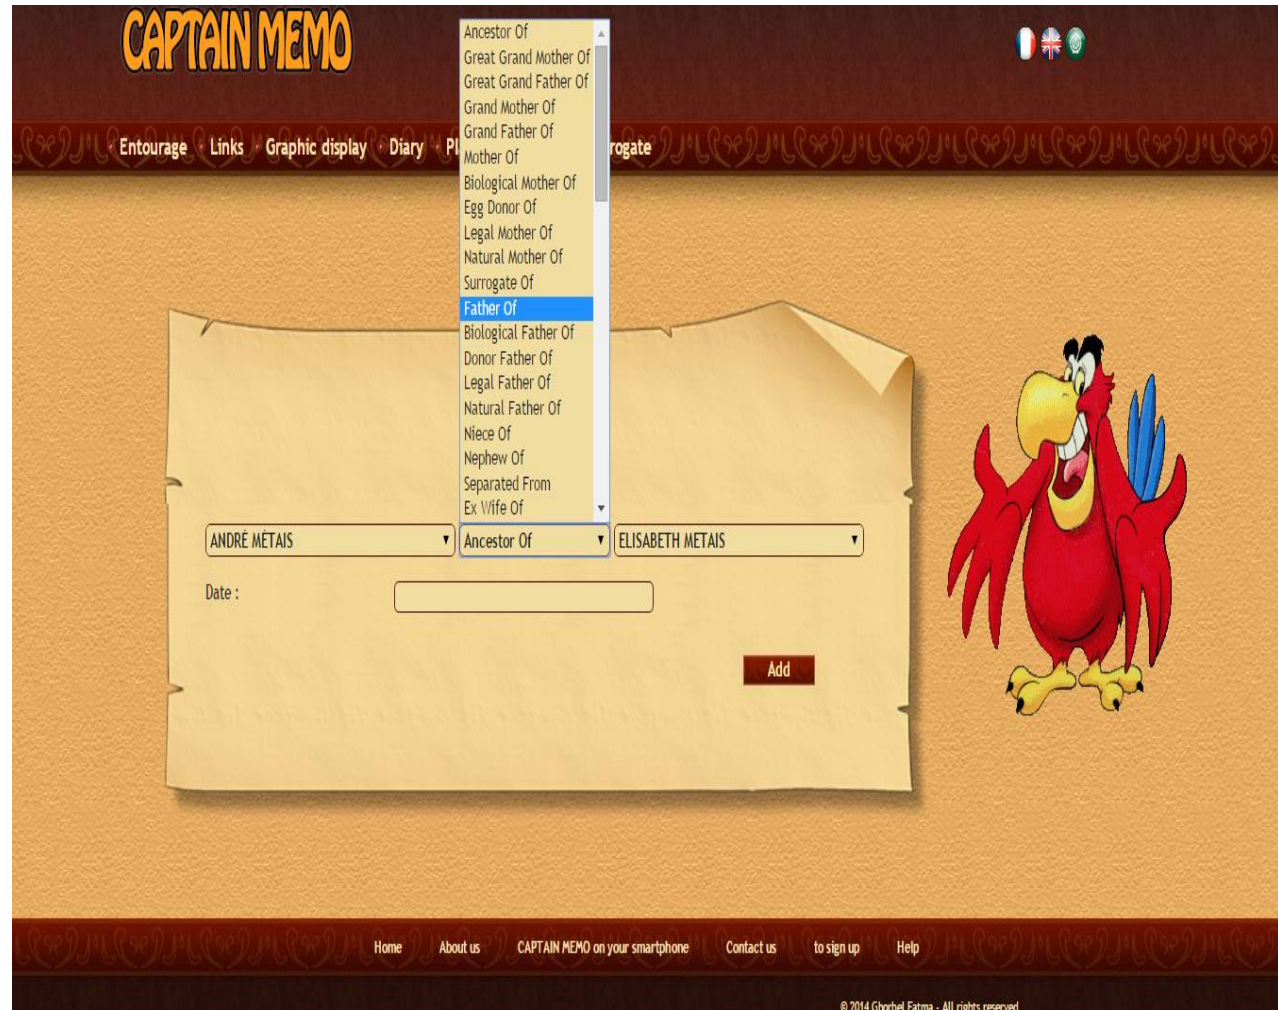 CAPTAIN MEMO
Entourage Links Graphic display Diary
Ancestor Of
Great Grand Mother Of
Great Grand Father Of
Grand Mother Of
Grand Father Of
Mother Of
Biological Mother Of
Egg Donor Of
Legal Mother Of
Natural Mother Of
Surrogate Of
Father Of
Biological Father Of
Donor Father Of
Legal Father Of
Natural Father Of
Niece Of
Nephew Of
Separated From
Ex Wife Of
ANDRÉ MÉTAIS Ancestor Of ELISABETH METAIS
Date :
Add
Home About us CAPTAIN MEMO on your smartphone Contact us to sign up Help
© 2014 Ghorbel Fatma - All rights reserved